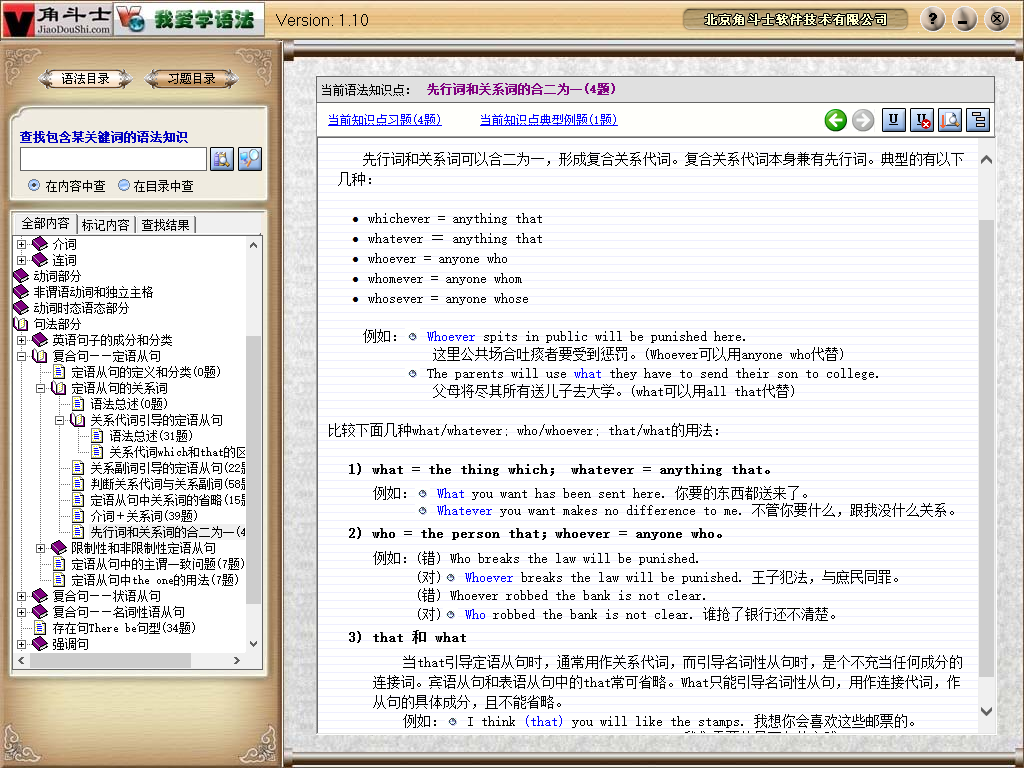 角斗士
JiaoDouShi.com
我爱学语法
Version: 1.10
北京角斗士软件技术有限公司
语法目录
习题目录
查找包含某关键词的语法知识
在内容中查
在目录中查
全部内容
标记内容
查找结果
介词
连词
动词部分
非谓语动词和独立主格
动词时态语态部分
句法部分
英语句子的成分和分类
复合句——定语从句
定语从句的定义和分类(0题)
定语从句的关系词
语法总述(0题)
关系代词引导的定语从句
语法总述(31题)
关系代词which和that的区
关系副词引导的定语从句(22题
判断关系代词与关系副词(58题
定语从句中关系词的省略(15题
介词＋关系词(39题)
先行词和关系词的合二为一(4
限制性和非限制性定语从句
定语从句中的主谓一致问题(7题)
定语从句中the one的用法(7题)
复合句——状语从句
复合句——名词性语从句
存在句There be句型(34题)
强调句
当前语法知识点： 先行词和关系词的合二为一(4题)
当前知识点习题(4题)
当前知识点典型例题(1题)
先行词和关系词可以合二为一，形成复合关系代词。复合关系代词本身兼有先行词。典型的有以下
几种：
• whichever = anything that
• whatever ＝ anything that
• whoever = anyone who
• whomever = anyone whom
• whosever = anyone whose
例如： Whoever spits in public will be punished here.
这里公共场合吐痰者要受到惩罚。(Whoever可以用anyone who代替)
The parents will use what they have to send their son to college.
父母将尽其所有送儿子去大学。(what可以用all that代替)
比较下面几种what/whatever; who/whoever; that/what的用法：
1) what = the thing which; whatever = anything that。
例如： What you want has been sent here. 你要的东西都送来了。
Whatever you want makes no difference to me. 不管你要什么，跟我没什么关系。
2) who = the person that; whoever = anyone who。
例如：(错) Who breaks the law will be punished.
(对) Whoever breaks the law will be punished. 王子犯法，与庶民同罪。
(错) Whoever robbed the bank is not clear.
(对) Who robbed the bank is not clear. 谁抢了银行还不清楚。
3) that 和 what
当that引导定语从句时，通常用作关系代词，而引导名词性从句时，是个不充当任何成分的
连接词。宾语从句和表语从句中的that常可省略。What只能引导名词性从句，用作连接代词，作
从句的具体成分，且不能省略。
例如： I think (that) you will like the stamps. 我想你会喜欢这些邮票的。